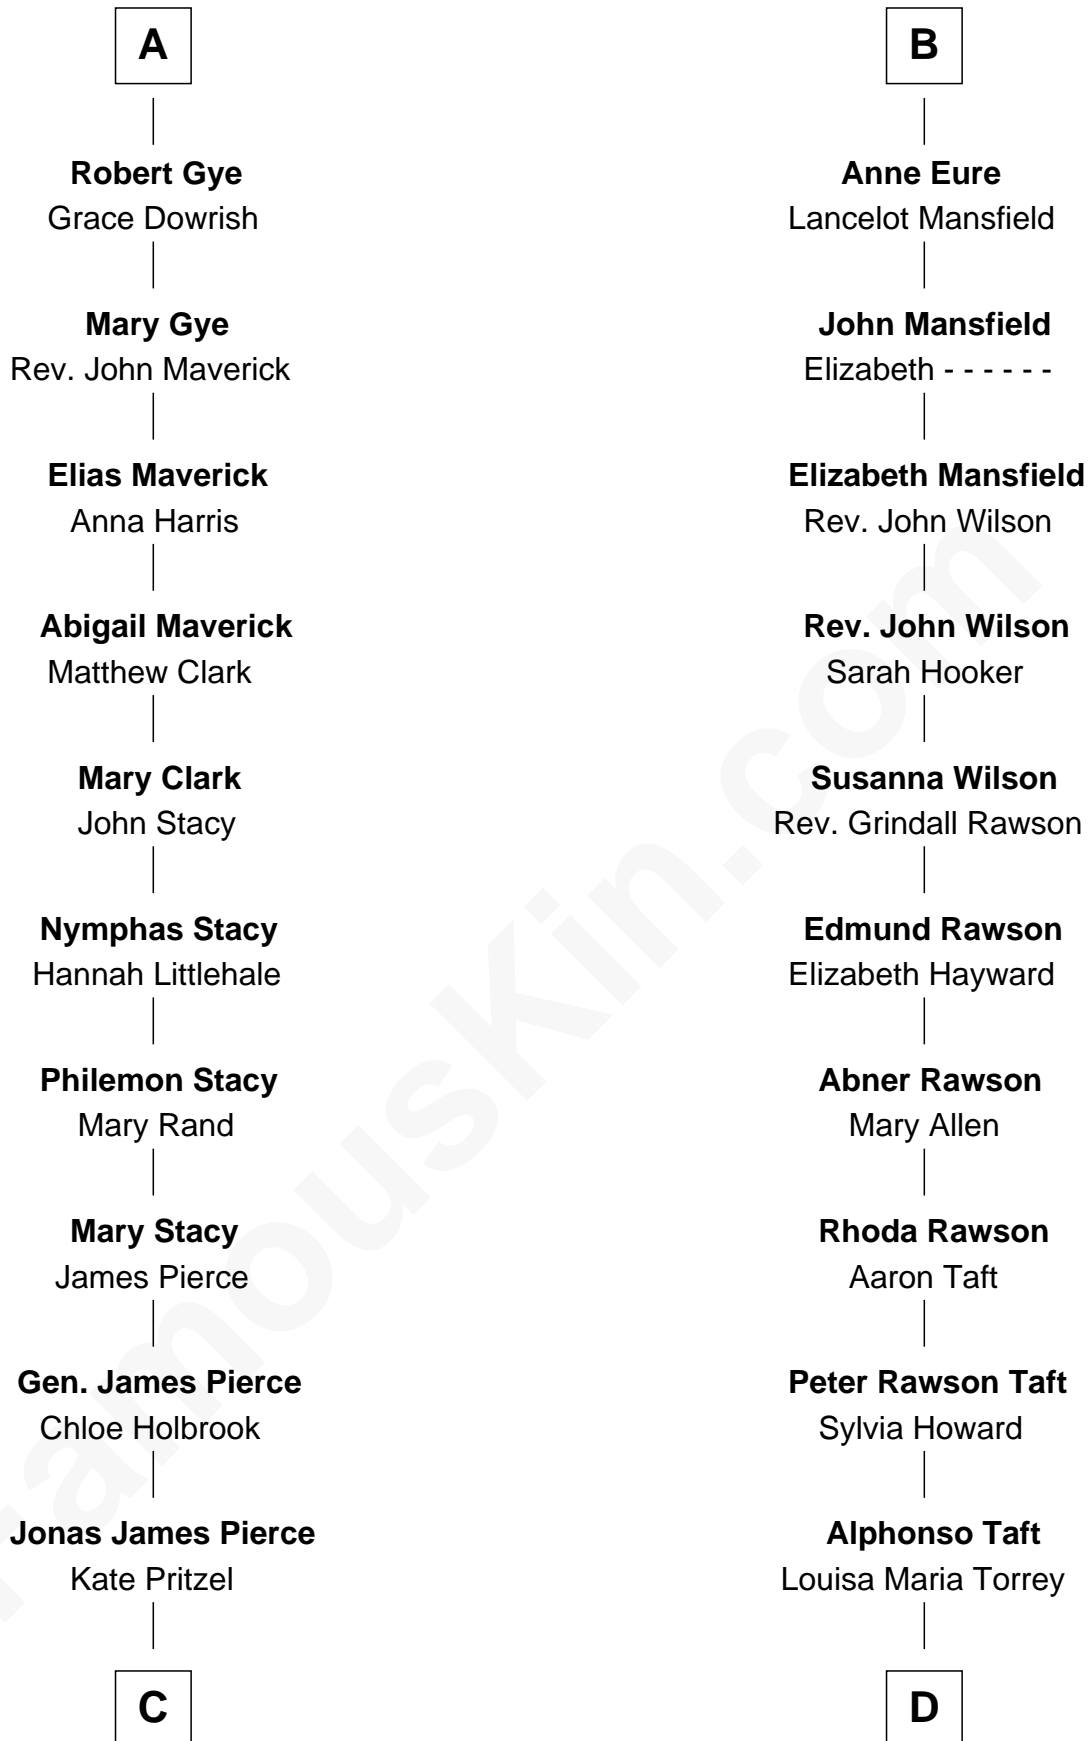 A
Robert Gye
Grace Dowrish
Mary Gye
Rev. John Maverick
Elias Maverick
Anna Harris
Abigail Maverick
Matthew Clark
Mary Clark
John Stacy
Nymphas Stacy
Hannah Littlehale
Philemon Stacy
Mary Rand
Mary Stacy
James Pierce
Gen. James Pierce
Chloe Holbrook
Jonas James Pierce
Kate Pritzel
C
B
Anne Eure
Lancelot Mansfield
John Mansfield
Elizabeth - - - - - -
Elizabeth Mansfield
Rev. John Wilson
Rev. John Wilson
Sarah Hooker
Susanna Wilson
Rev. Grindall Rawson
Edmund Rawson
Elizabeth Hayward
Abner Rawson
Mary Allen
Rhoda Rawson
Aaron Taft
Peter Rawson Taft
Sylvia Howard
Alphonso Taft
Louisa Maria Torrey
D
FamousKin.com